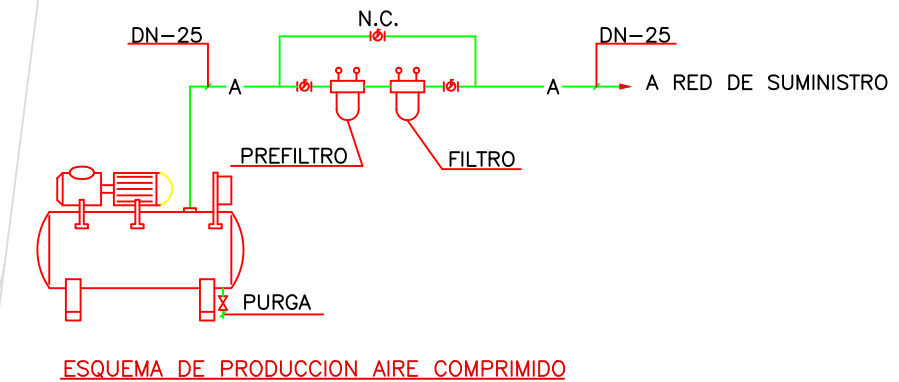 N.C.
DN-25
DN-25
A
A
A RED DE SUMINISTRO
PREFILTRO
FILTRO
PURGA
ESQUEMA DE PRODUCCION AIRE COMPRIMIDO